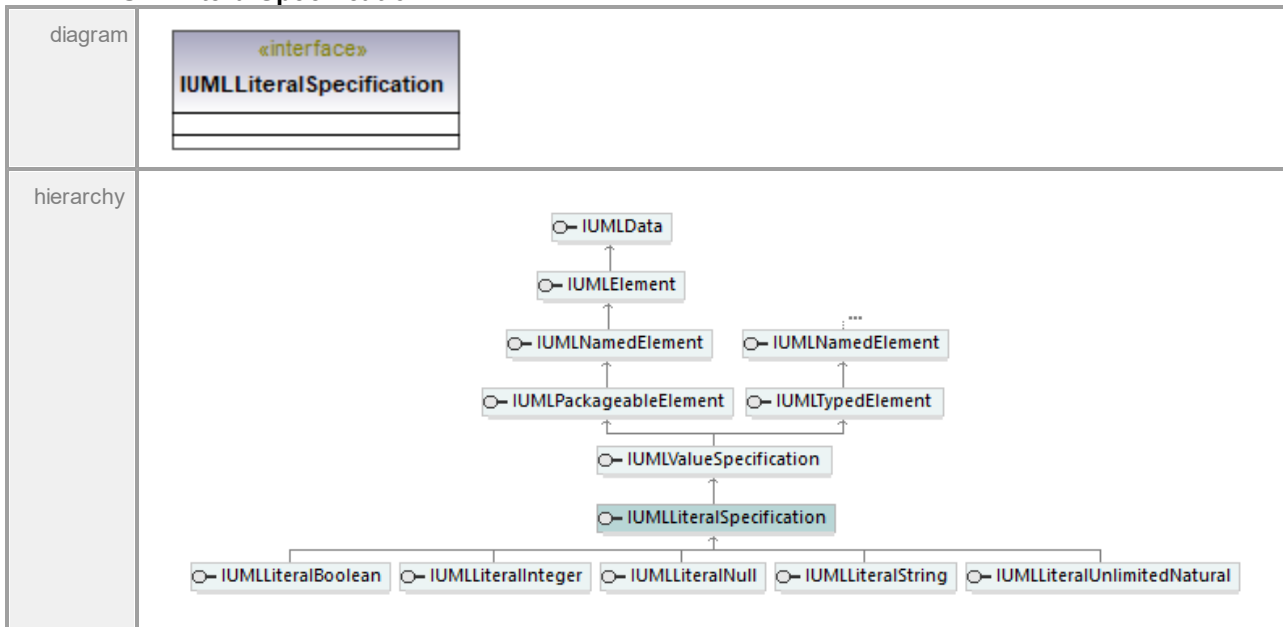 diagram
«interface»
IUMLLiteralSpecification
hierarchy
IUMLData
IUMLElement
...
IUMLNamedElement IUMLNamedElement
IUMLPackageableElement IUMLTypedElement
IUMLValueSpecification
IUMLLiteralSpecification
IUMLLiteralBoolean IUMLLiteralInteger IUMLLiteralNull IUMLLiteralString IUMLLiteralUnlimitedNatural